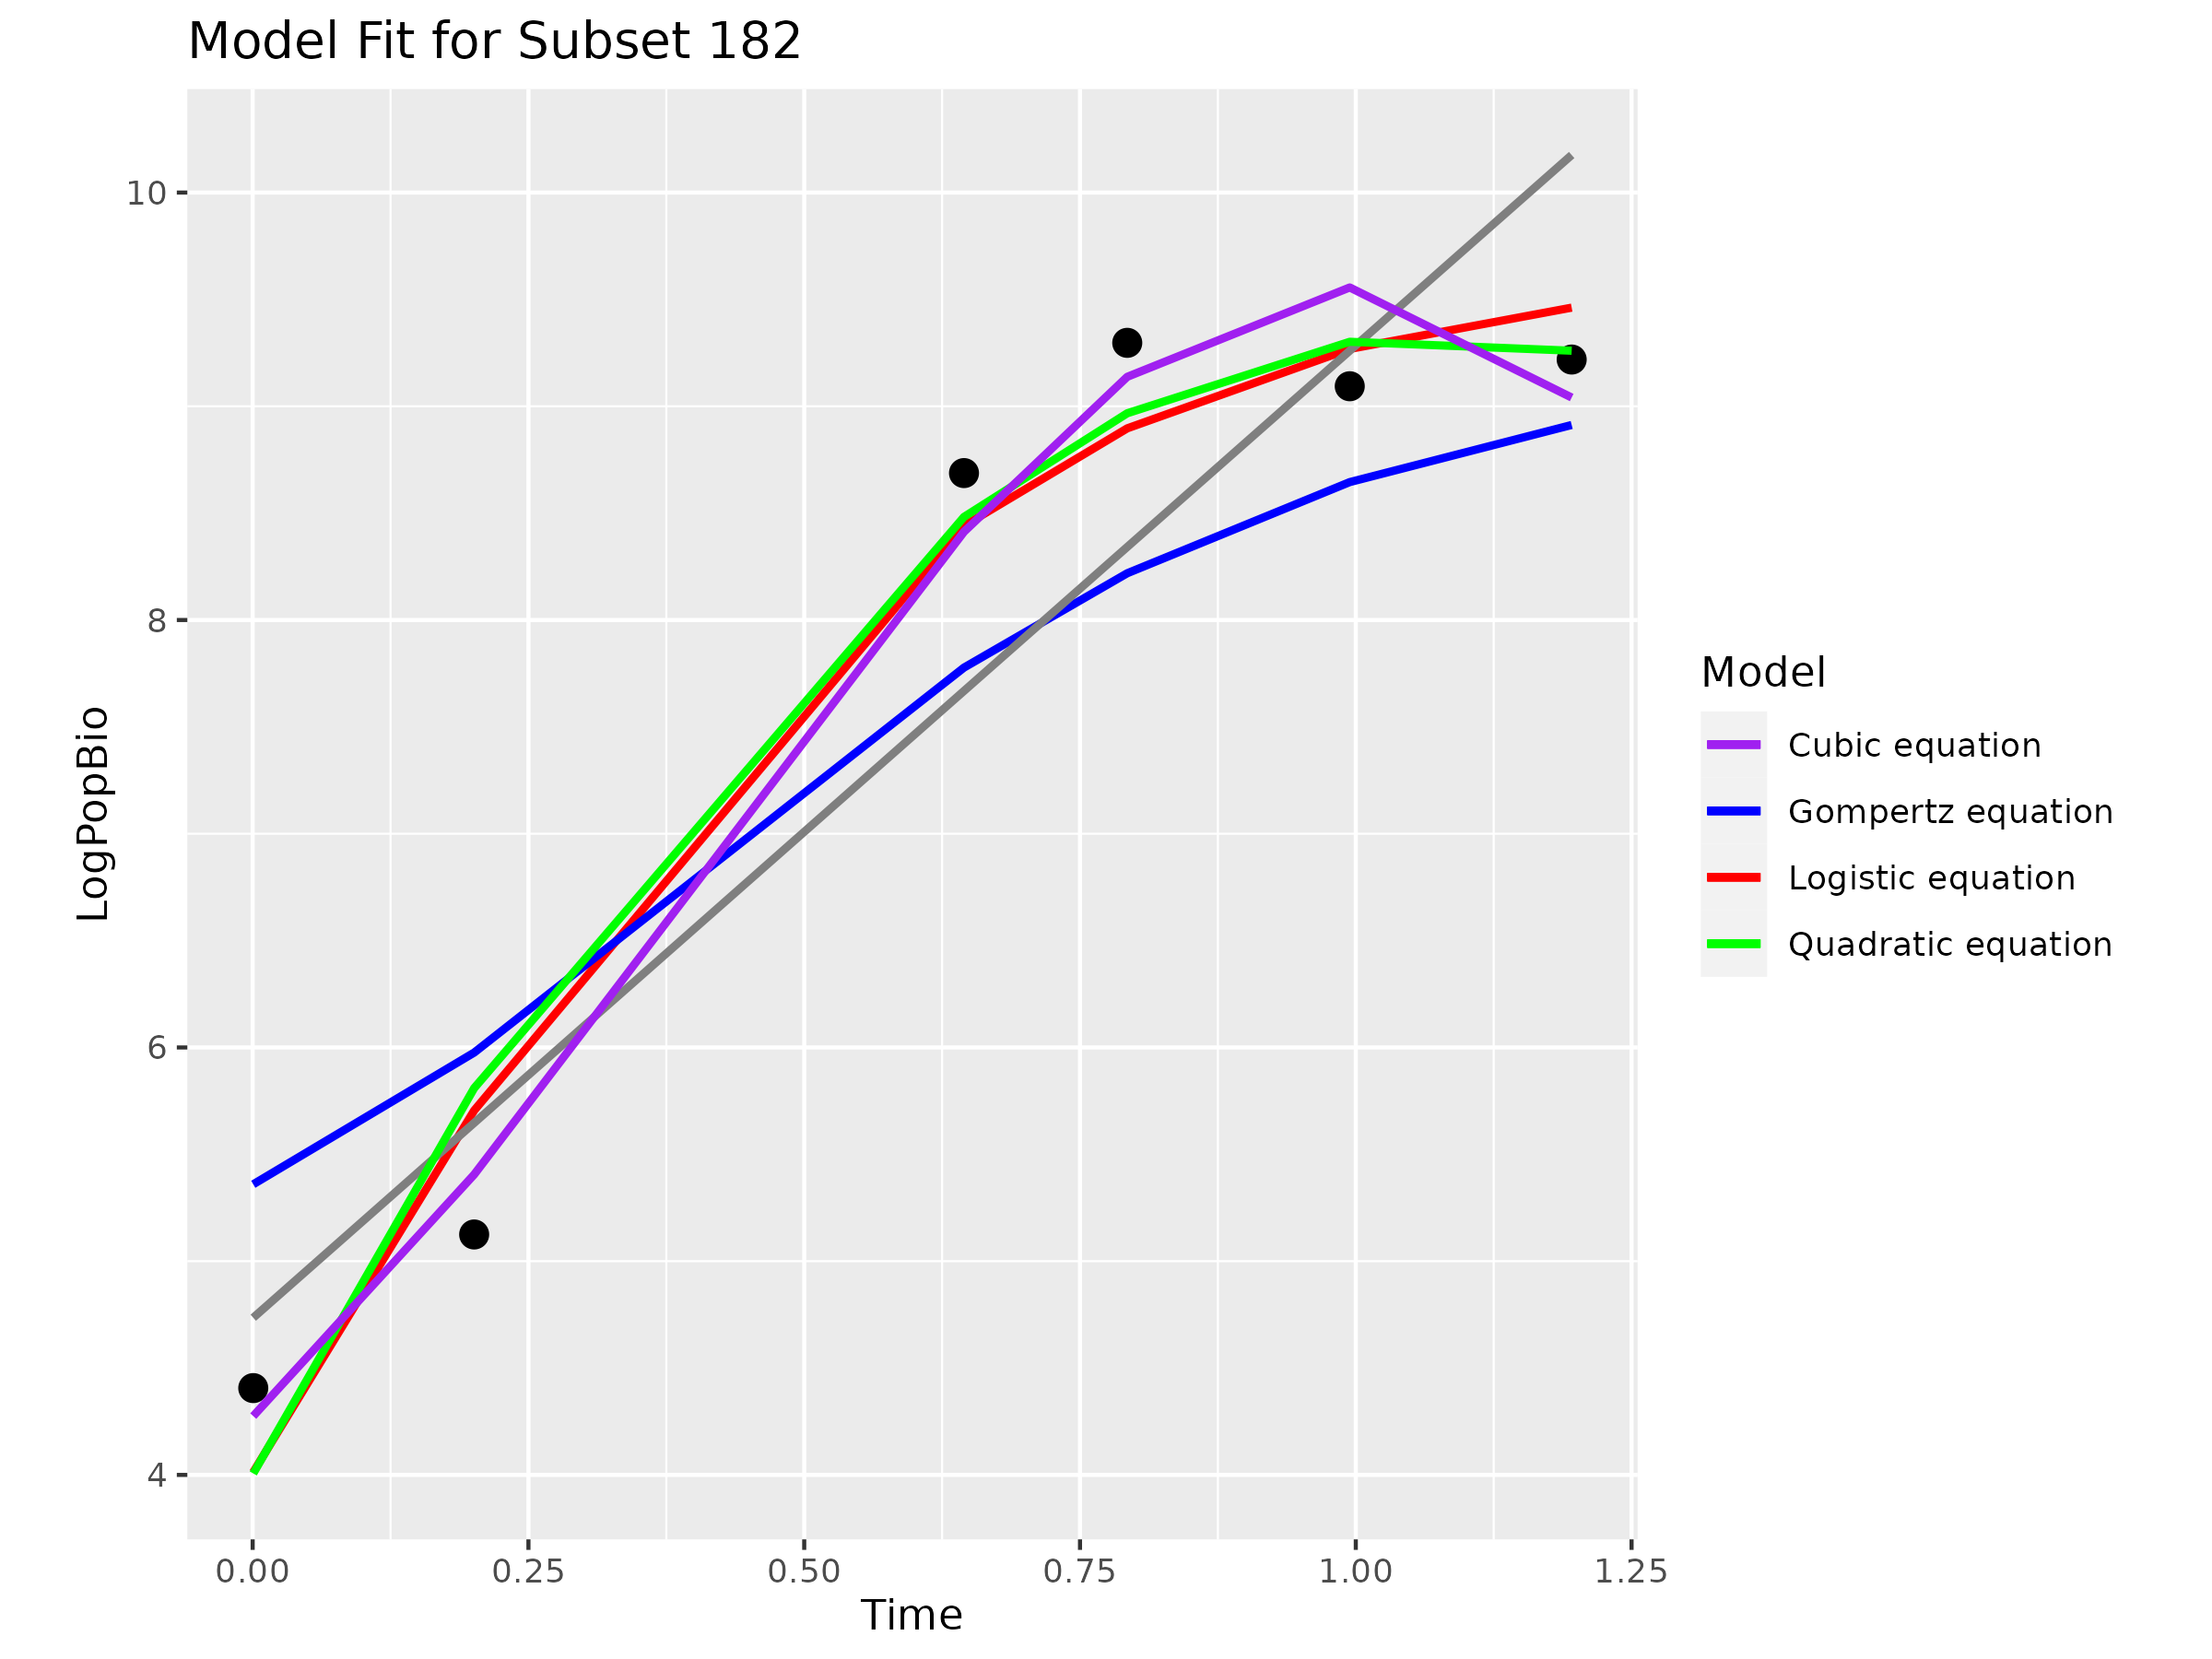 Model Fit for Subset 182
10
8
6
4
LogPopBio
0.00 0.25 0.50 0.75 1.00 1.25
Time
Model
Cubic equation
Gompertz equation
Logistic equation
Quadratic equation